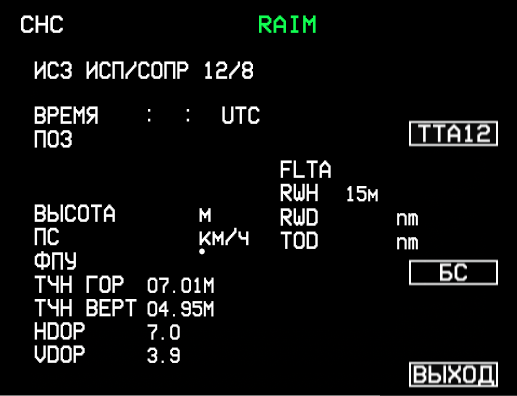 СНС RAIM
ИСЗ ИСП/СОПР 12/8
ВРЕМЯ : : UTC
ПОЗ
ТТА12
FLTA
RWH 15м
ВЫСОТА М RWD nm
ПС КМ/Ч TOD nm
ФПУ
БС
ТЧН ГОР 07.01М
ТЧН ВЕРТ 04.95М
HDOP 7.0
VDOP 3.9
ВЫХОД